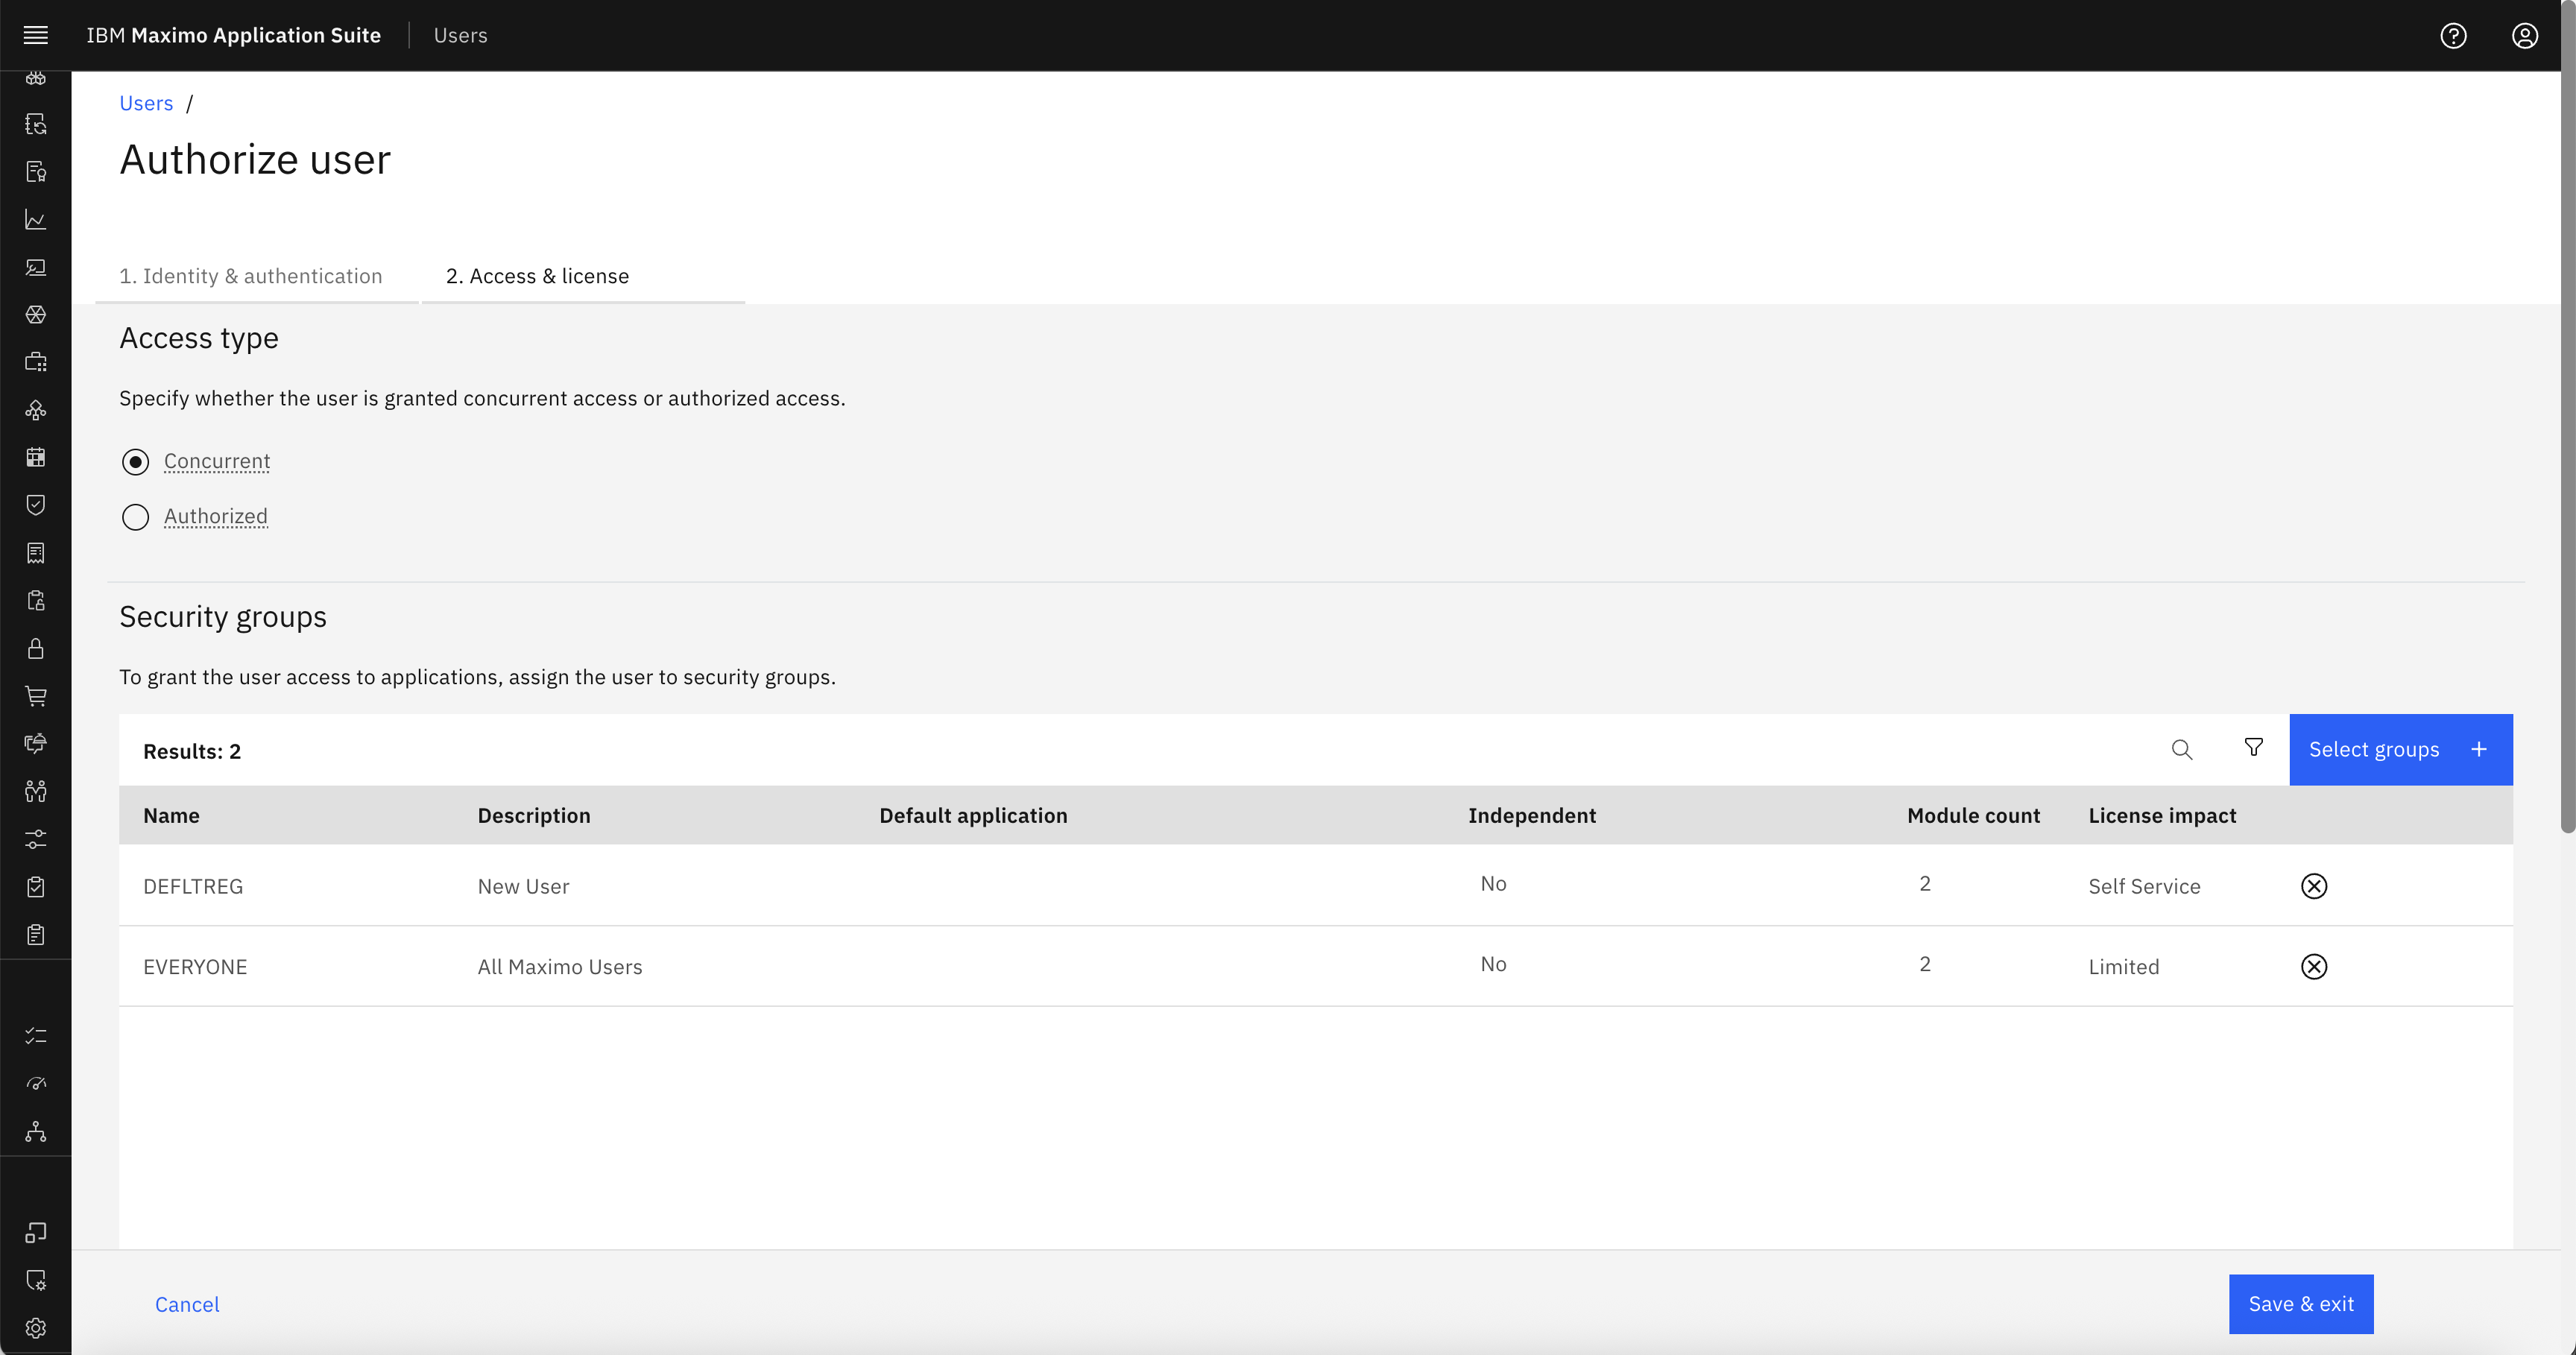 IBM Maximo Application Suite
Users
Users /
Authorize user
1. Identity & authentication
2. Access & license
Access type
Specify whether the user is granted concurrent access or authorized access.
Concurrent
Authorized
Security groups
To grant the user access to applications, assign the user to security groups.
Results: 2
Select groups +
Name Description Default application Independent Module count License impact
DEFLTREG New User No 2 Self Service
EVERYONE All Maximo Users No 2 Limited
Cancel
Save & exit